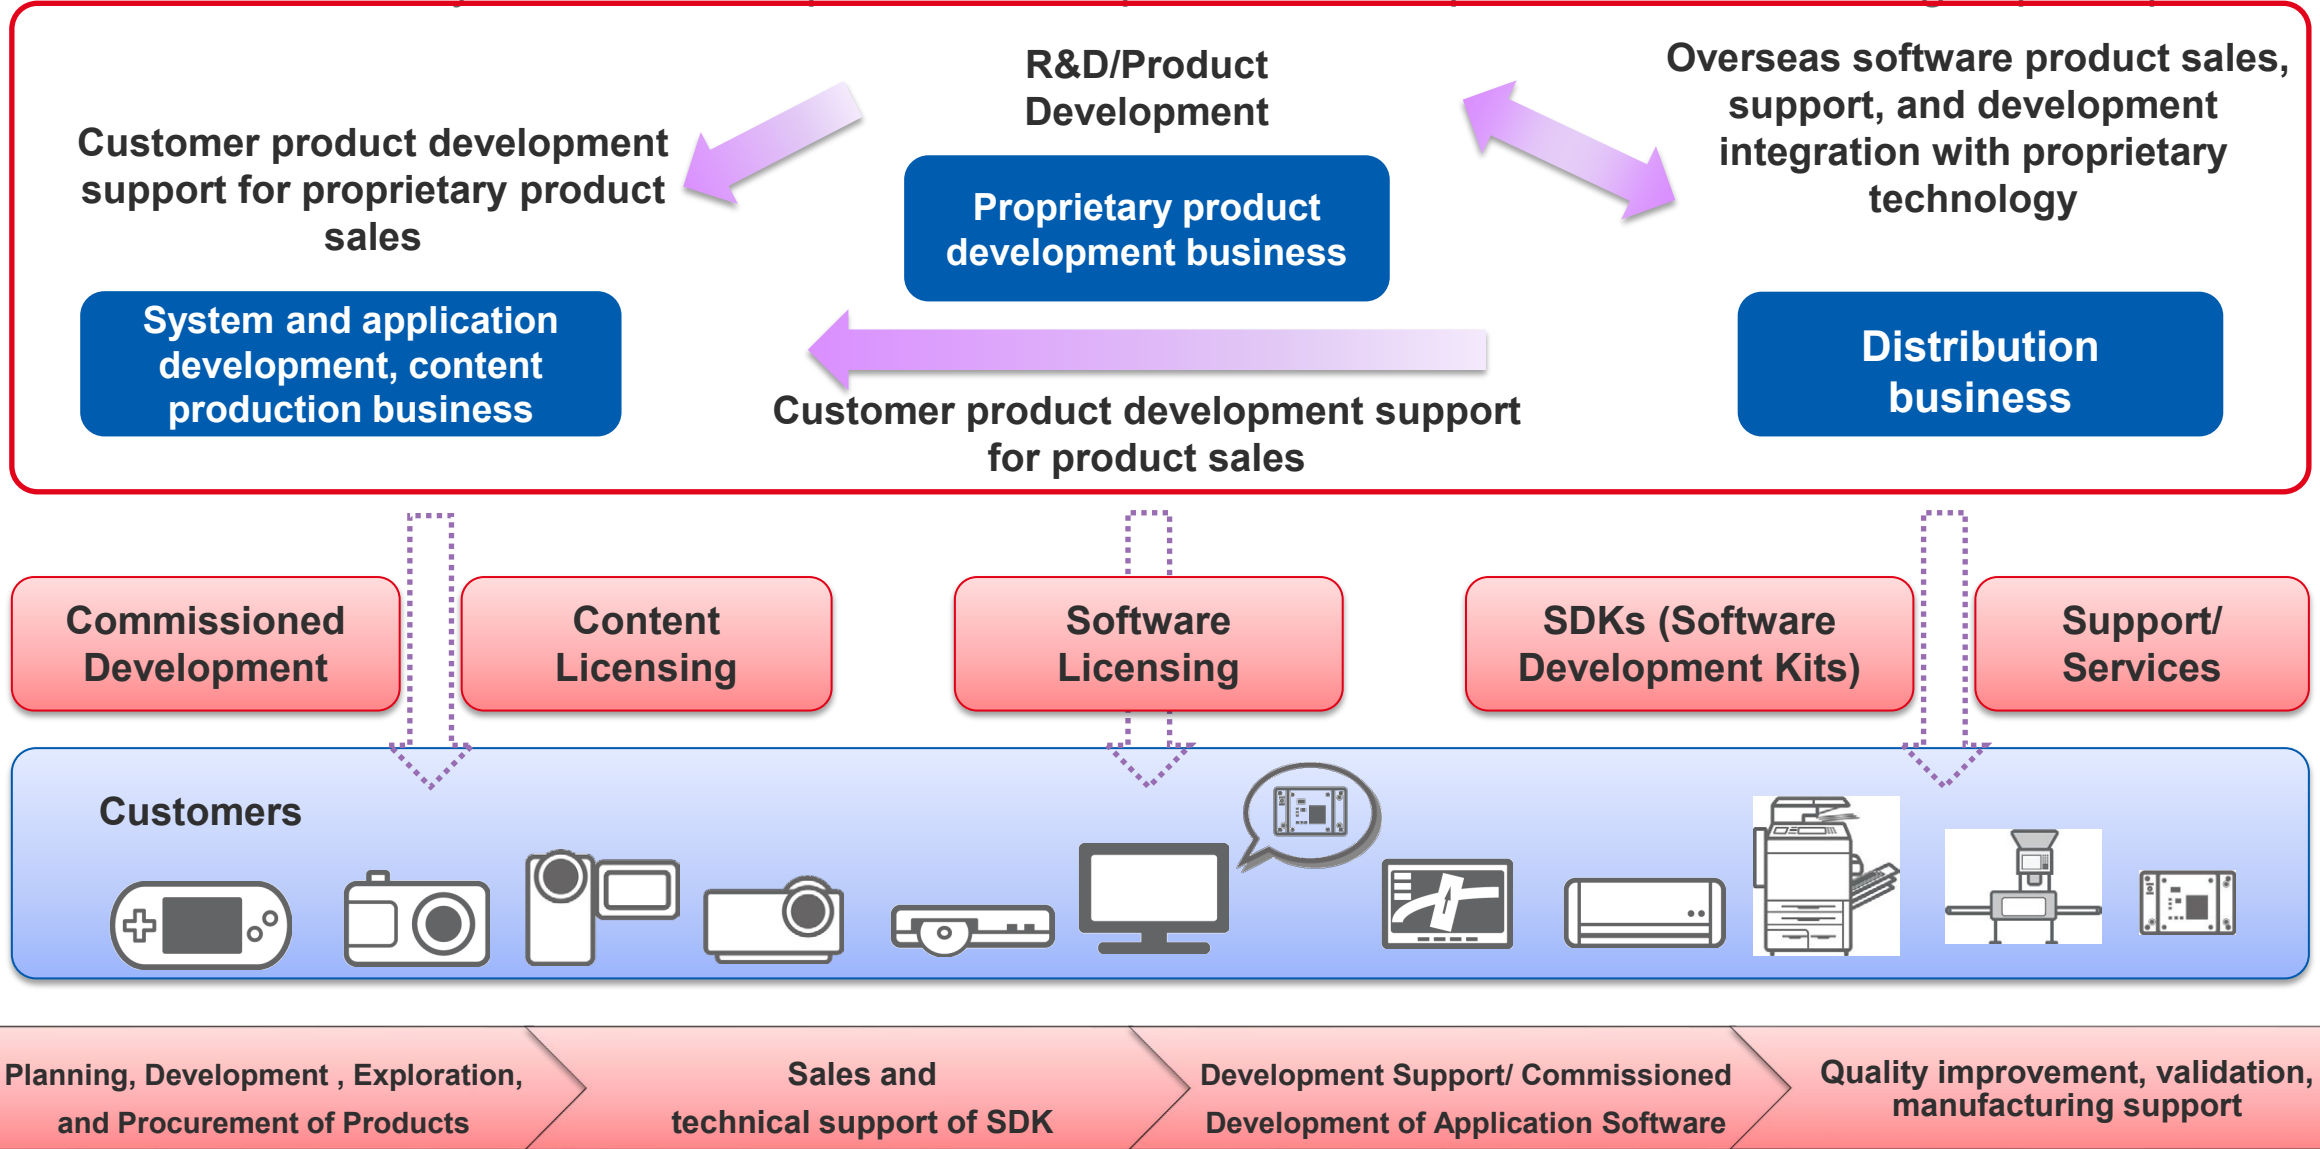 R&D/Product
Development
Overseas software product sales,
support, and development
integration with proprietary
technology
Customer product development
support for proprietary product
sales
Proprietary product
development business
System and application
development, content
production business
Distribution
business
Customer product development support
for product sales
Commissioned
Development
Content
Licensing
Software
Licensing
SDKs (Software
Development Kits)
Support/
Services
Customers
Planning, Development , Exploration,
and Procurement of Products
Sales and
technical support of SDK
Development Support/ Commissioned
Development of Application Software
Quality improvement, validation,
manufacturing support